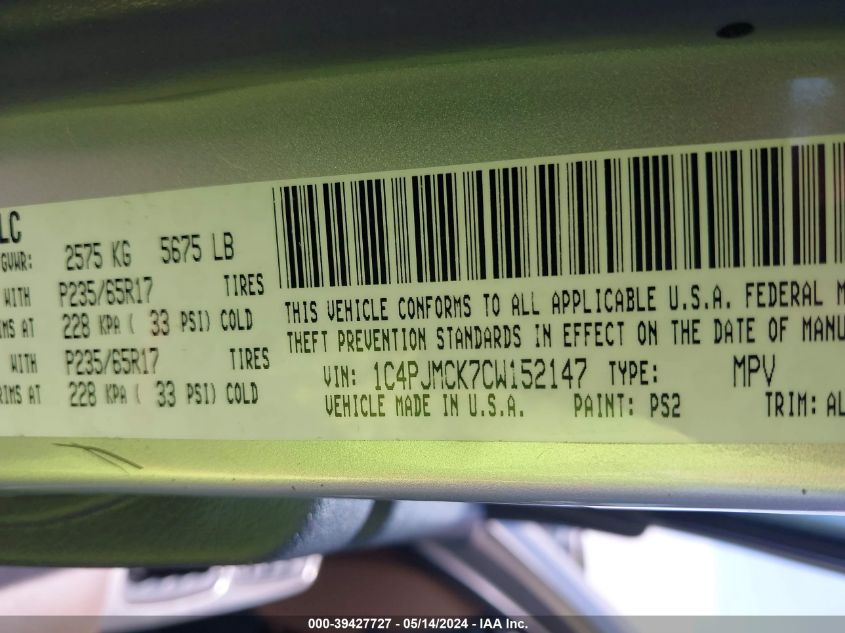 LC
GVWR: 2575 KG 5675 LB
WITH P235/65R17 TIRES
IMS AT 228 KPA ( 33 PSI) COLD
WITH P235/65R17 TIRES
RIMS AT 228 KPA ( 33 PSI) COLD
THIS VEHICLE CONFORMS TO ALL APPLICABLE U.S.A. FEDERAL M
THEFT PREVENTION STANDARDS IN EFFECT ON THE DATE OF MANU
VIN: 1C4PJMCK7CW152147 TYPE: MPV
VEHICLE MADE IN U.S.A. PAINT: PS2 TRIM: AL
000-39427727 - 05/14/2024 - IAA Inc.